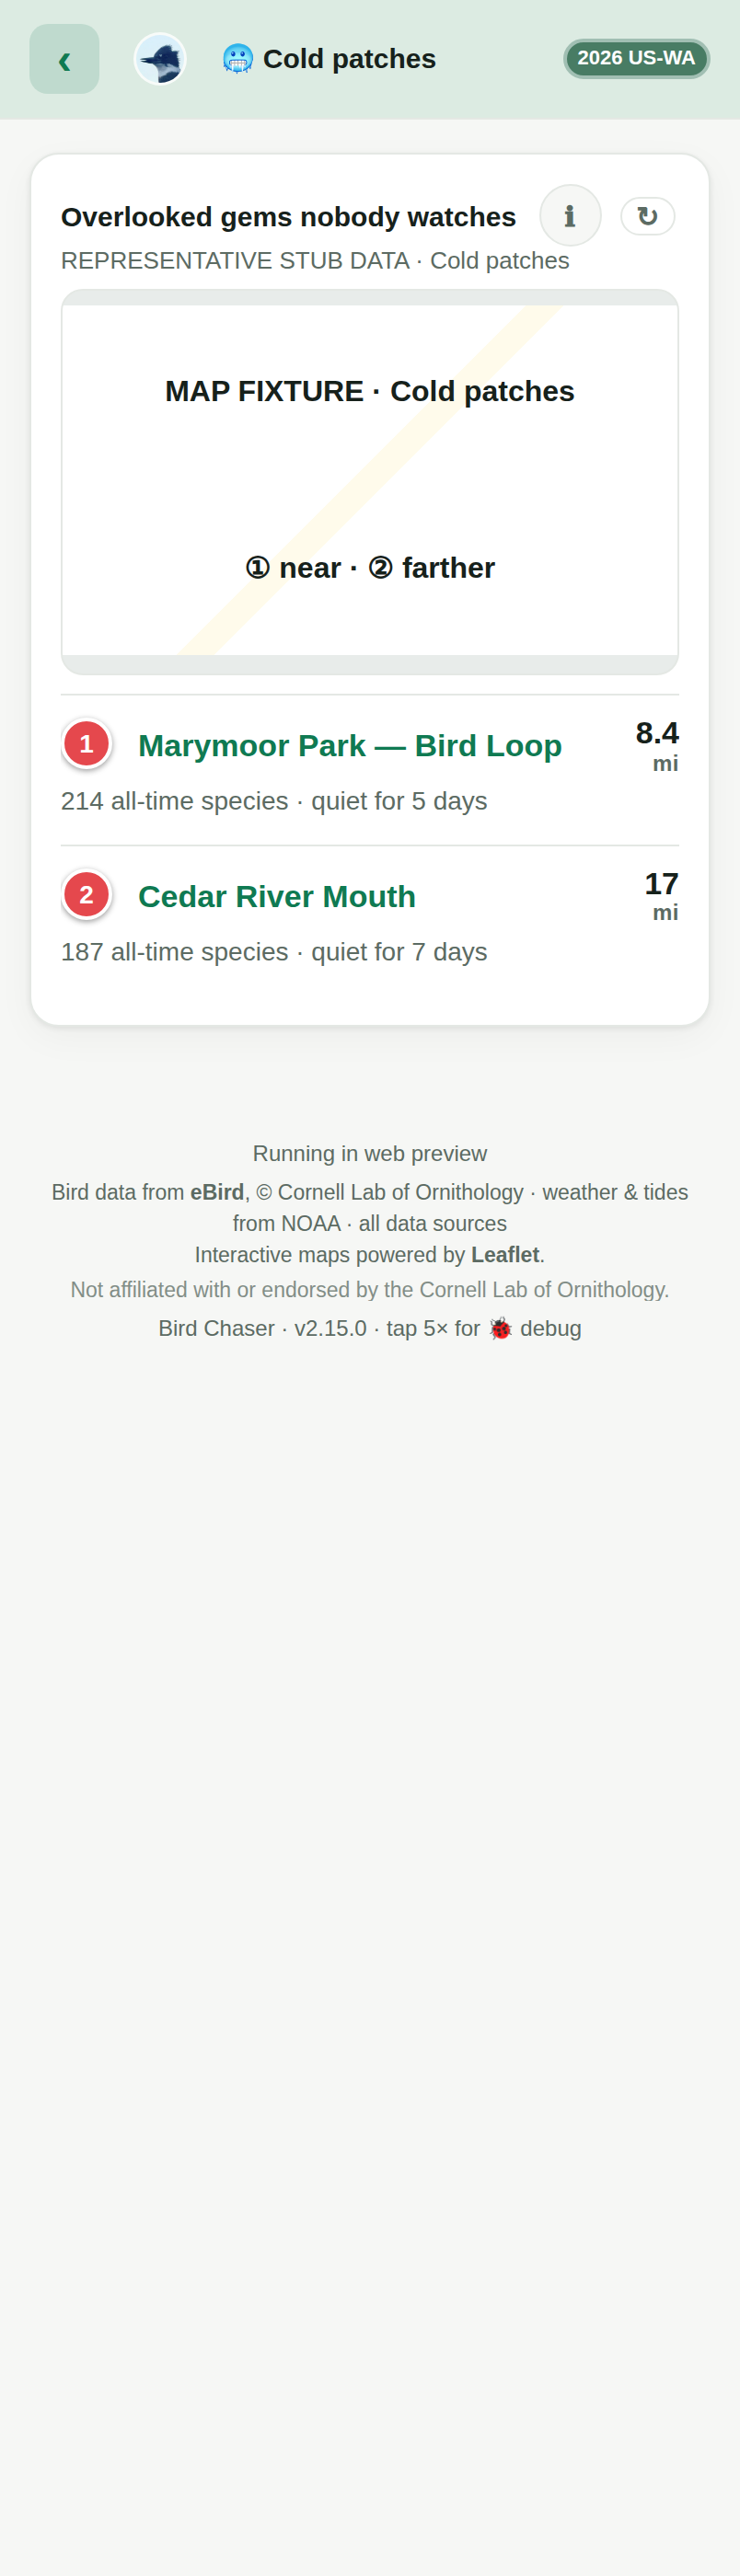 ‹ 🥶 Cold patches 2026 US-WA
Overlooked gems nobody watches ℹ ↻
REPRESENTATIVE STUB DATA · Cold patches
MAP FIXTURE · Cold patches
① near · ② farther
1 Marymoor Park — Bird Loop 8.4
mi
214 all-time species · quiet for 5 days
2 Cedar River Mouth 17
mi
187 all-time species · quiet for 7 days
Running in web preview
Bird data from eBird, © Cornell Lab of Ornithology · weather & tides
from NOAA · all data sources
Interactive maps powered by Leaflet.
Not affiliated with or endorsed by the Cornell Lab of Ornithology.
Bird Chaser · v2.15.0 · tap 5× for 🐞 debug